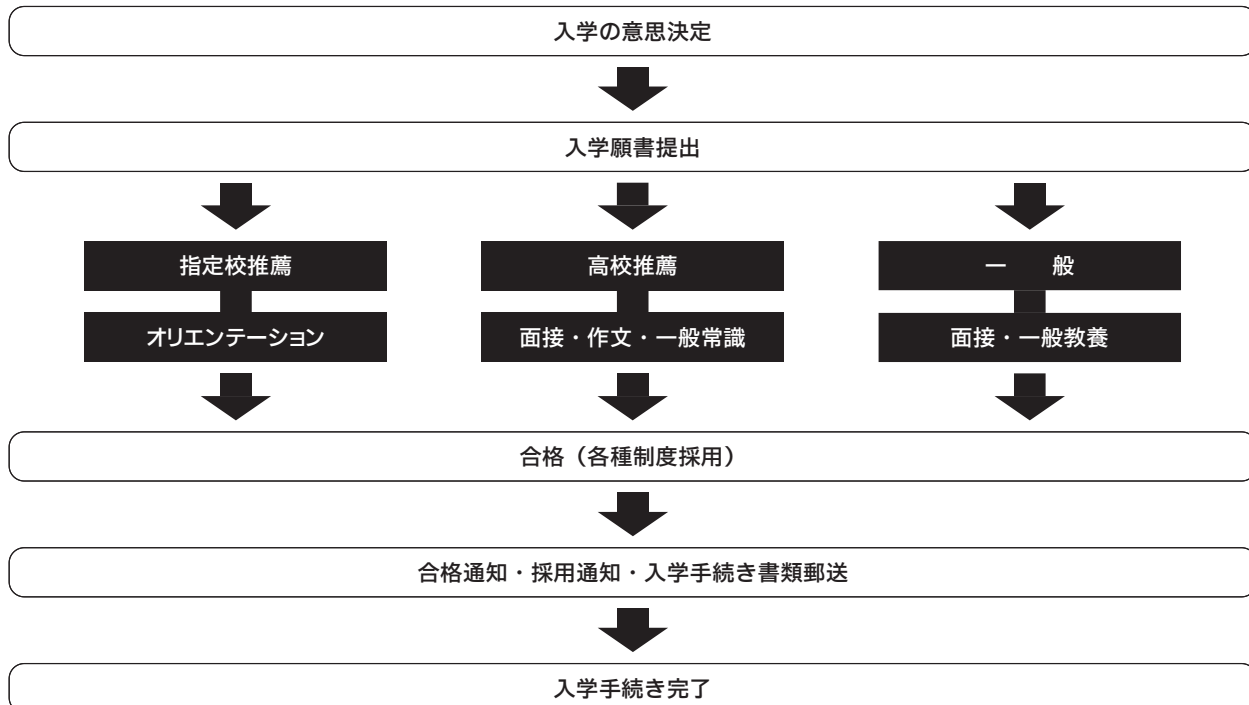 入学の意思決定
入学願書提出
指定校推薦
高校推薦
一　　般
オリエンテーション
面接・作文・一般常識
面接・一般教養
合格（各種制度採用）
合格通知・採用通知・入学手続き書類郵送
入学手続き完了